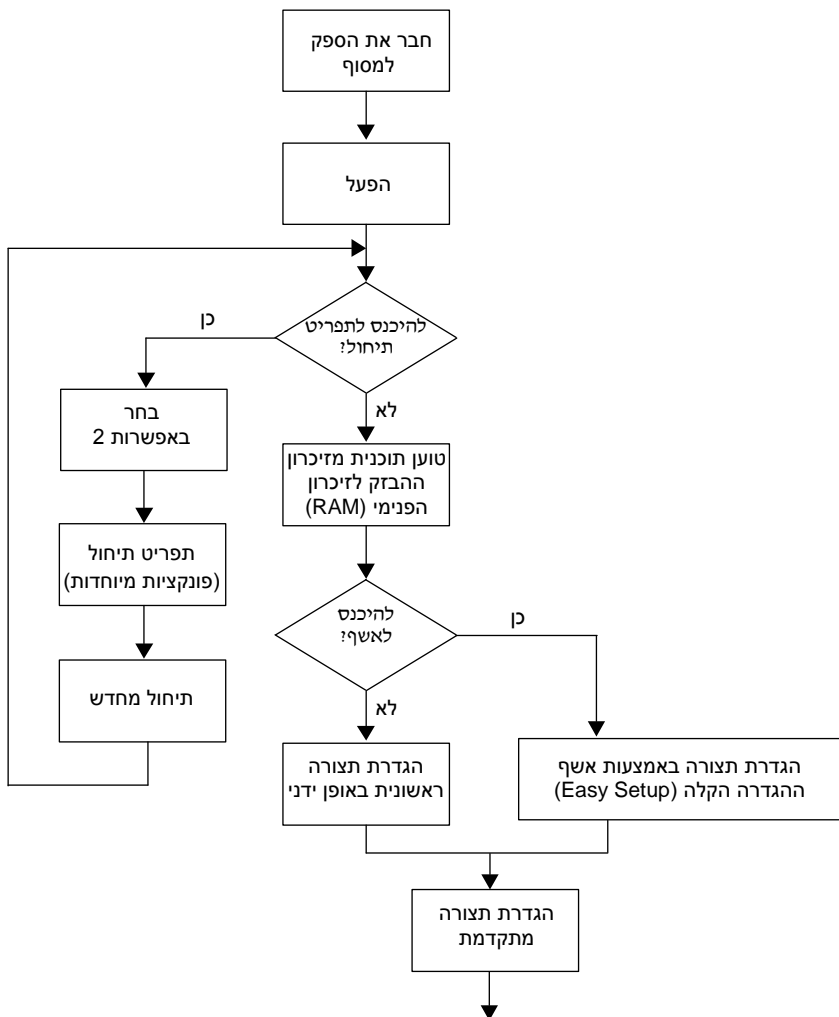 חבר את הספק
למסוף
הפעל
להיכנס לתפריט
תיחול?
כן
לא
בחר
באפשרות 2
טוען תוכנית מזיכרון
ההבזק לזיכרון
הפנימי (RAM)
תפריט תיחול
(פונקציות מיוחדות)
להיכנס
לאשף?
כן
לא
תיחול מחדש
הגדרת תצורה
ראשונית באופן ידני
הגדרת תצורה באמצעות אשף
ההגדרה הקלה (Easy Setup)
הגדרת תצורה
מתקדמת